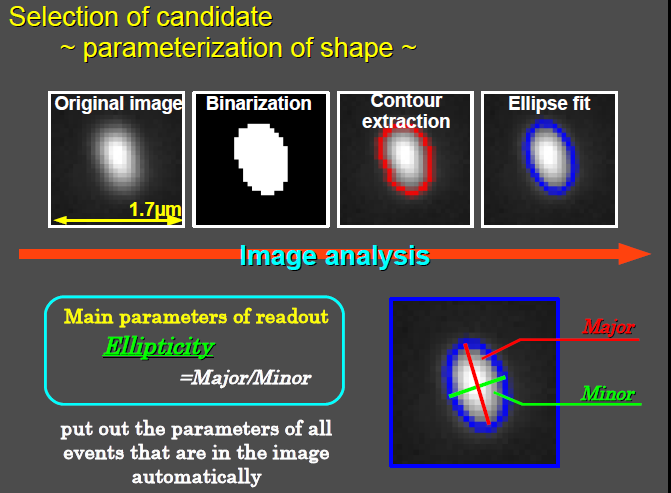 Selection of candidate
~ parameterization of shape ~
Original image
Binarization
Contour
extraction
Ellipse fit
1.7μm
Image analysis
Main parameters of readout
Ellipticity
=Major/Minor
put out the parameters of all
events that are in the image
automatically
Major
Minor